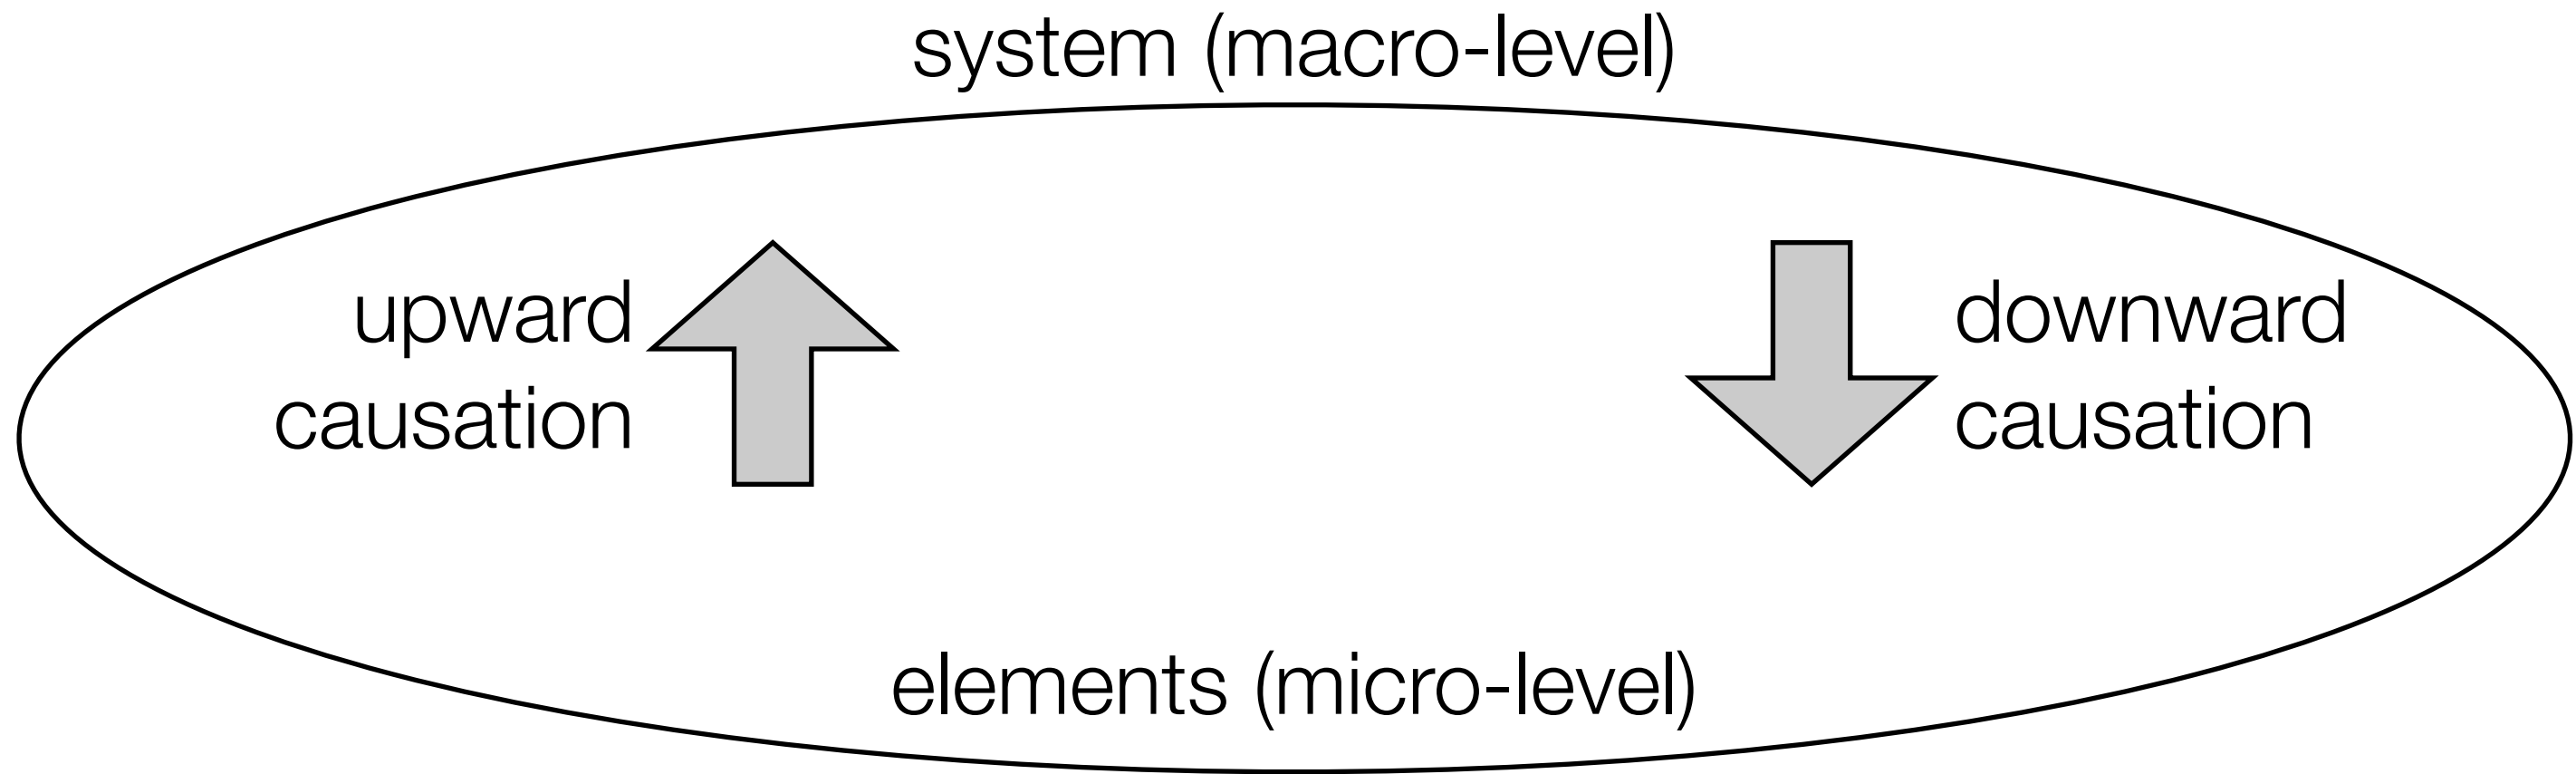 system (macro-level)
upward
causation
downward
causation
elements (micro-level)